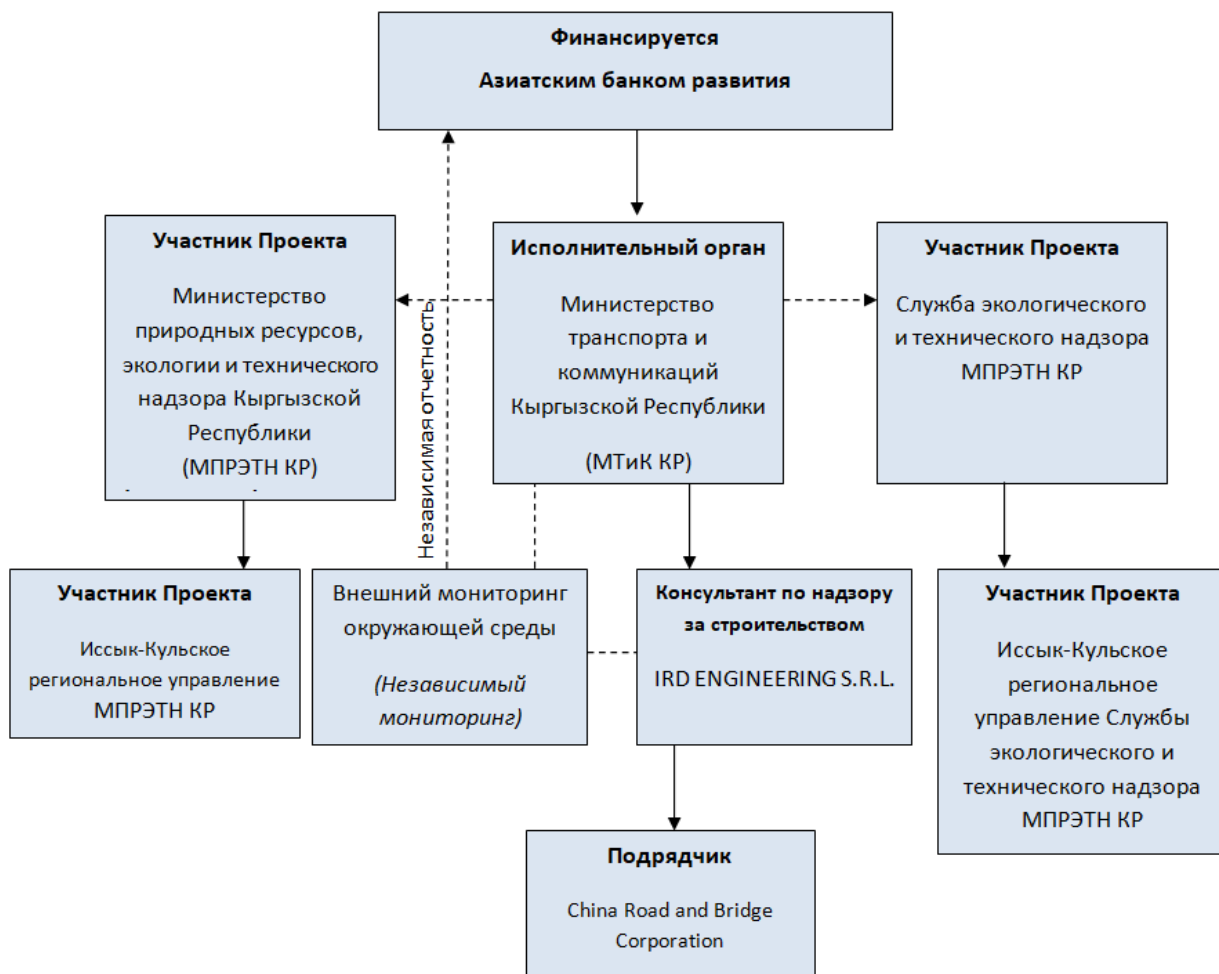 Финансируется
Азиатским банком развития
Участник Проекта
Министерство
природных ресурсов,
экологии и технического
надзора Кыргызской
Республики
(МПРЭТН КР)
Независимая отчетность
Исполнительный орган
Министерство
транспорта и
коммуникаций
Кыргызской Республики
(МТиК КР)
Участник Проекта
Служба экологического
и технического надзора
МПРЭТН КР
Участник Проекта
Иссык-Кульское
региональное управление
МПРЭТН КР
Внешний мониторинг
окружающей среды
(Независимый
мониторинг)
Консультант по надзору
за строительством
IRD ENGINEERING S.R.L.
Участник Проекта
Иссык-Кульское
региональное
управление Службы
экологического и
технического надзора
МПРЭТН КР
Подрядчик
China Road and Bridge
Corporation